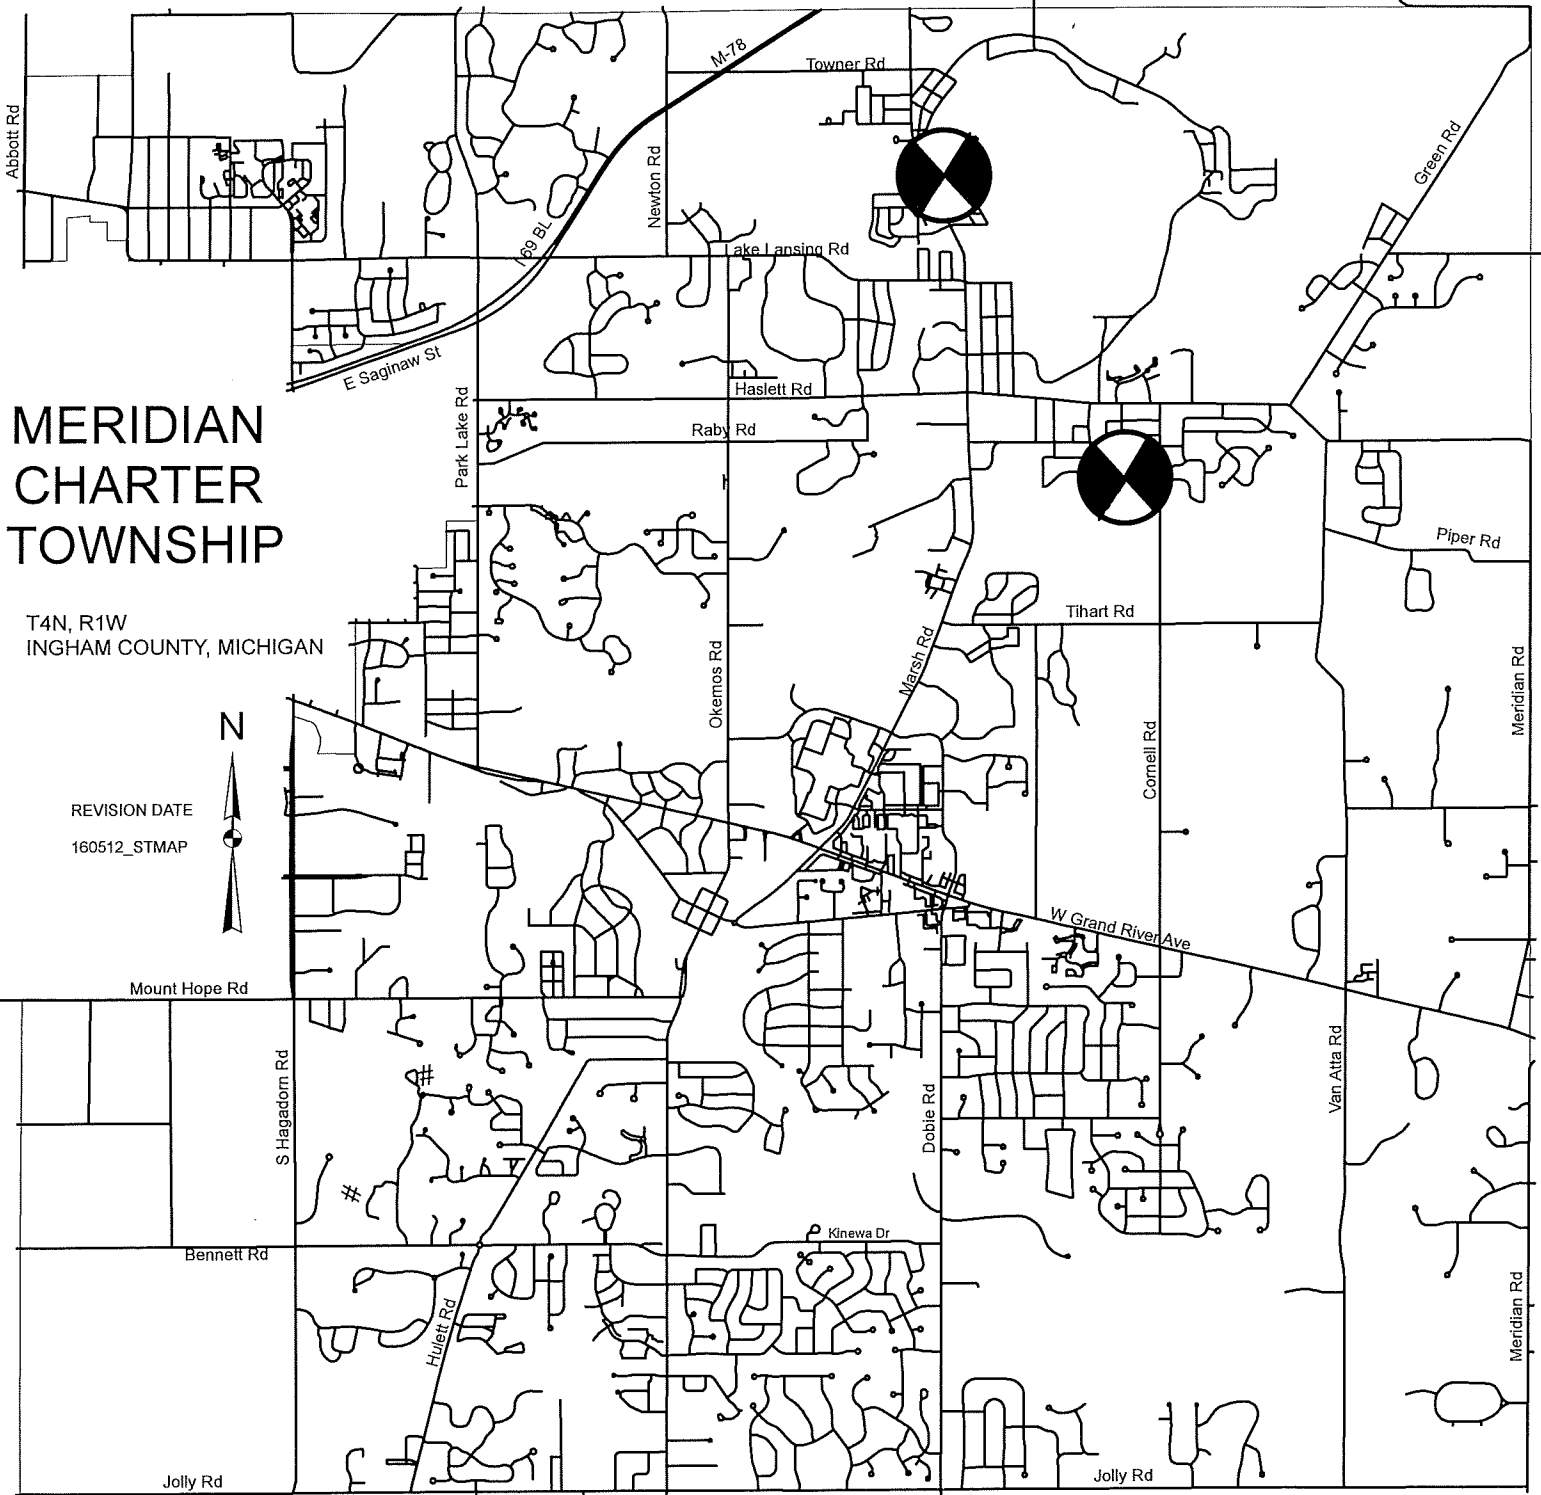 M-78
Towner Rd
Abbott Rd
Newton Rd
Green Rd
I 69 BL
Lake Lansing Rd
E Saginaw St
Haslett Rd
Park Lake Rd
Raby Rd
MERIDIAN
CHARTER
TOWNSHIP
Piper Rd
T4N, R1W
INGHAM COUNTY, MICHIGAN
Tihart Rd
Marsh Rd
Okemos Rd
Meridian Rd
N
Cornell Rd
REVISION DATE
160512_STMAP
W Grand River Ave
Mount Hope Rd
S Hagadorn Rd
#
Van Atta Rd
Dobie Rd
#
Kinewa Dr
Bennett Rd
Hulett Rd
Meridian Rd
Jolly Rd
Jolly Rd